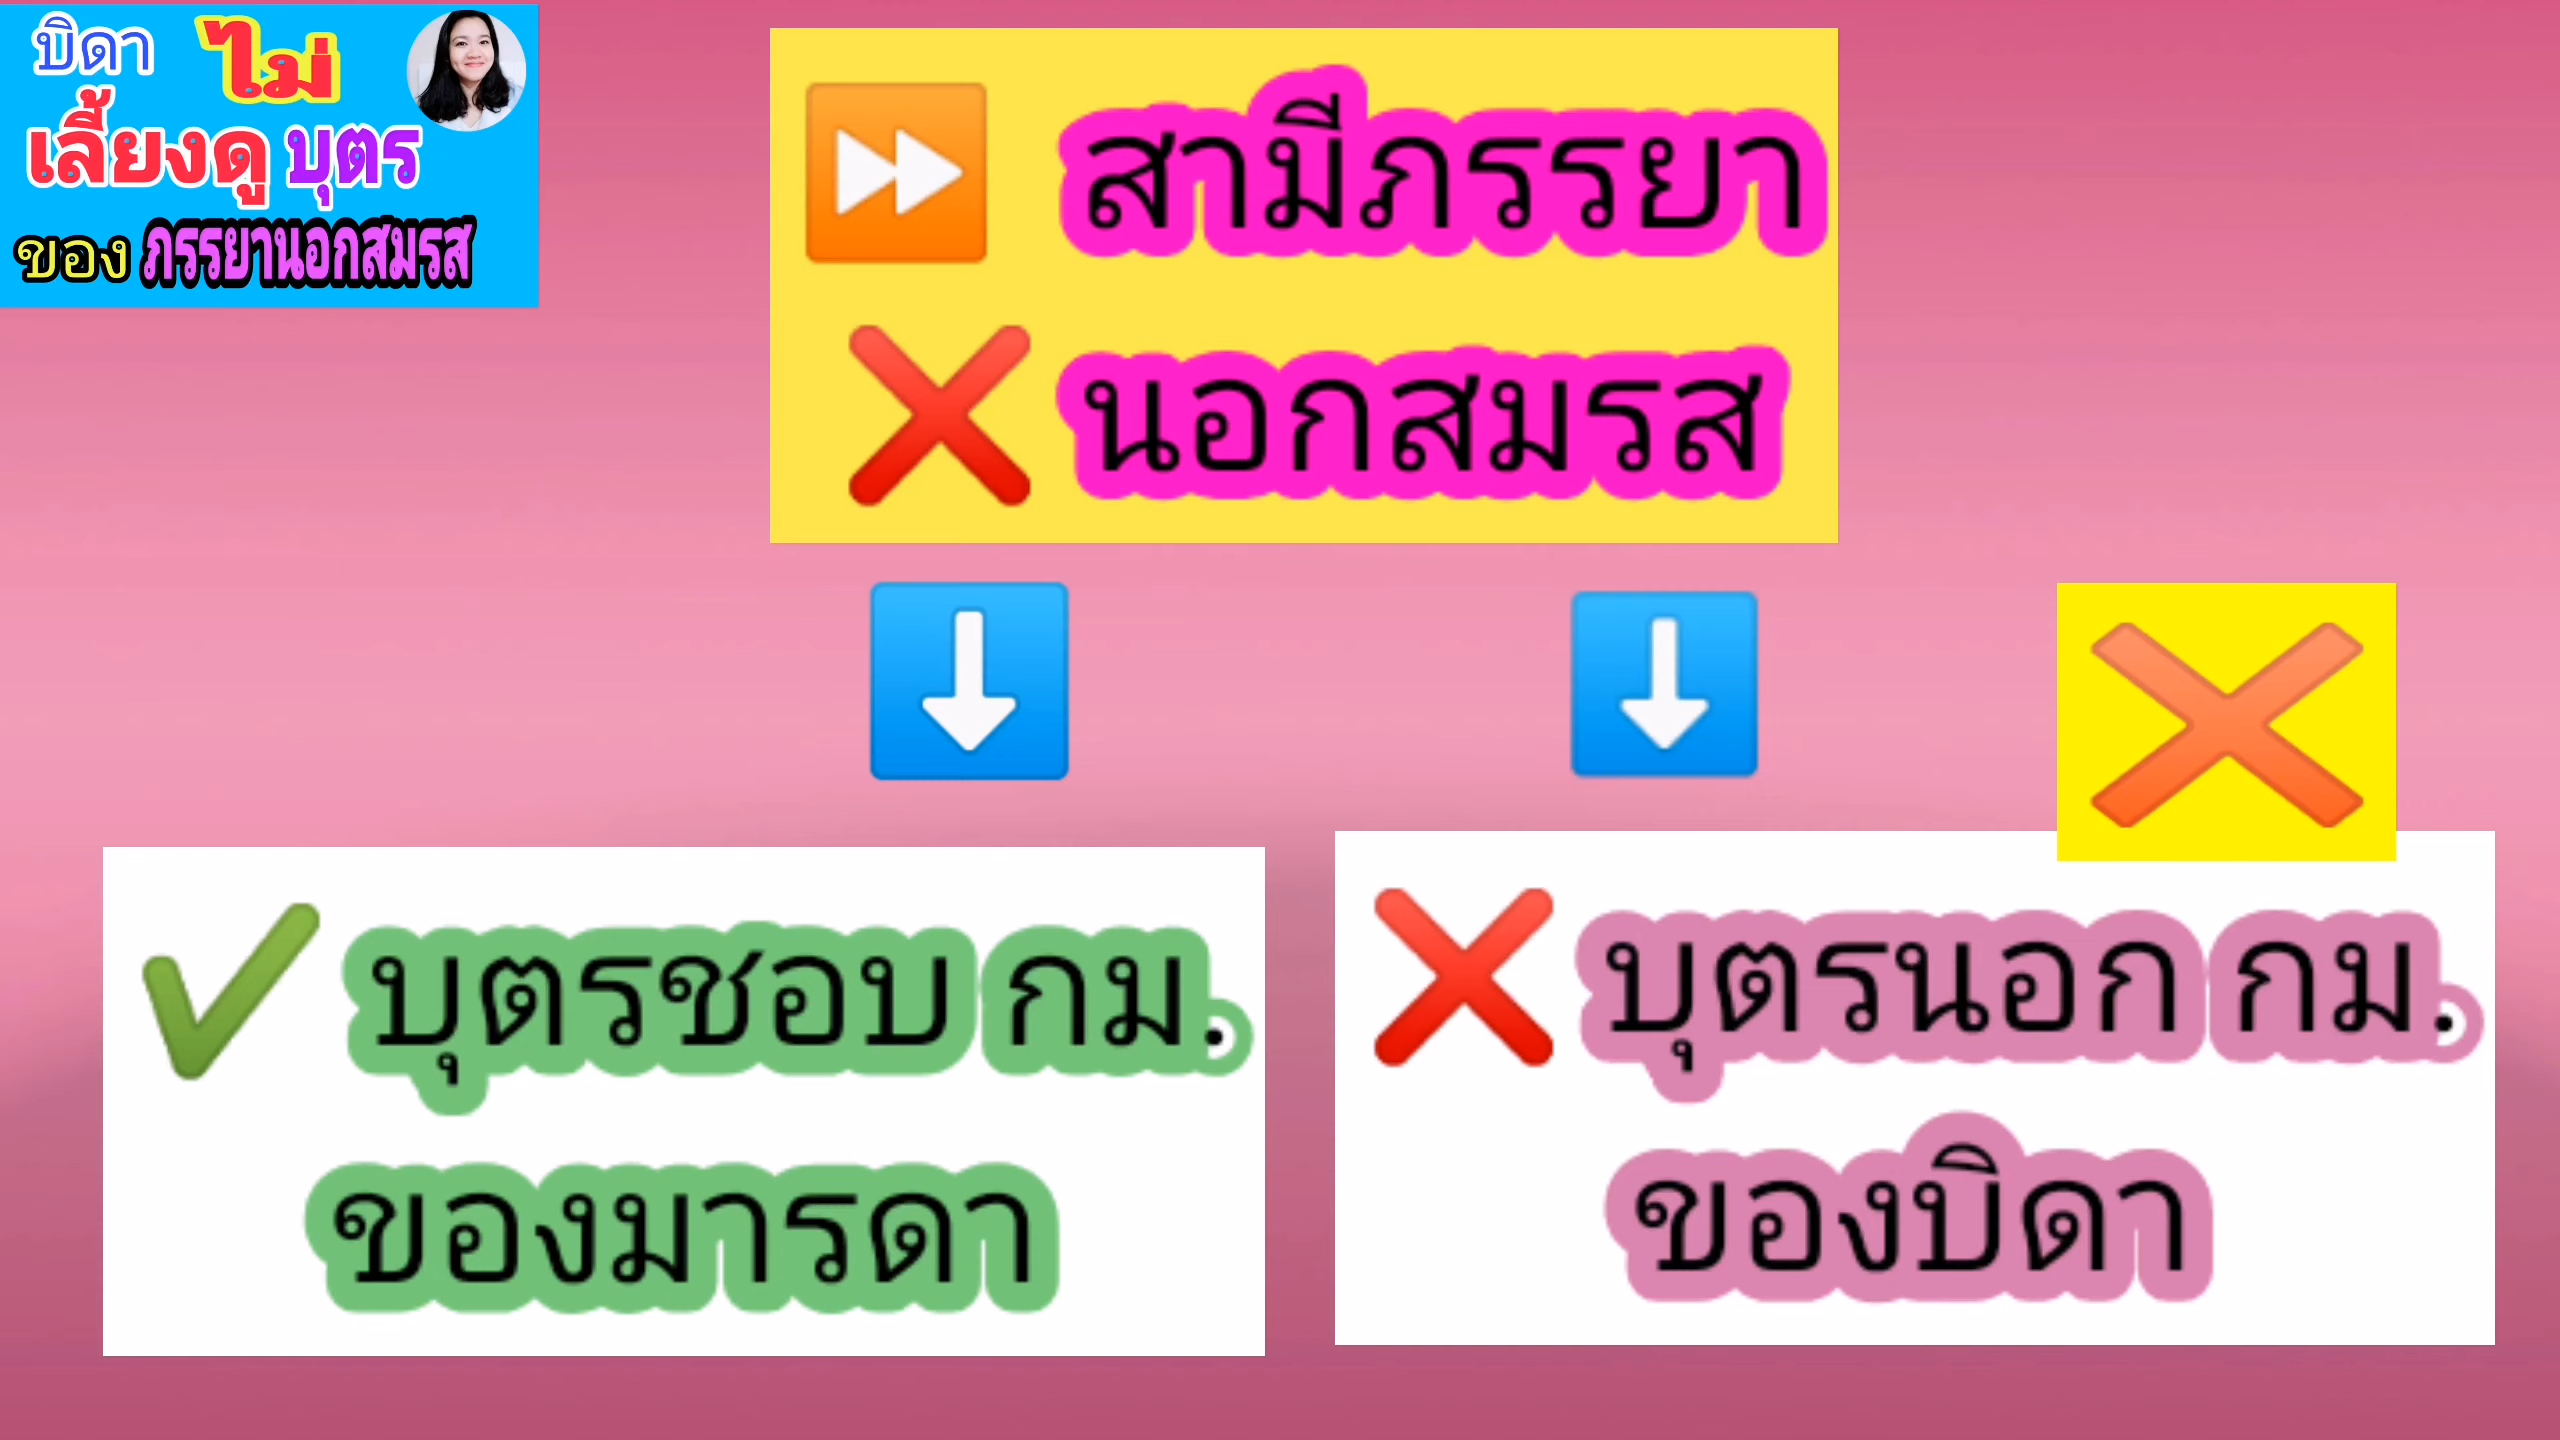 บิดา ไม่
เลี้ยงดู บุตร
ของ ภรรยานอกสมรส
สามีภรรยา
นอกสมรส
บุตรชอบ กม.
ของมารดา
บุตรนอก กม.
ของบิดา